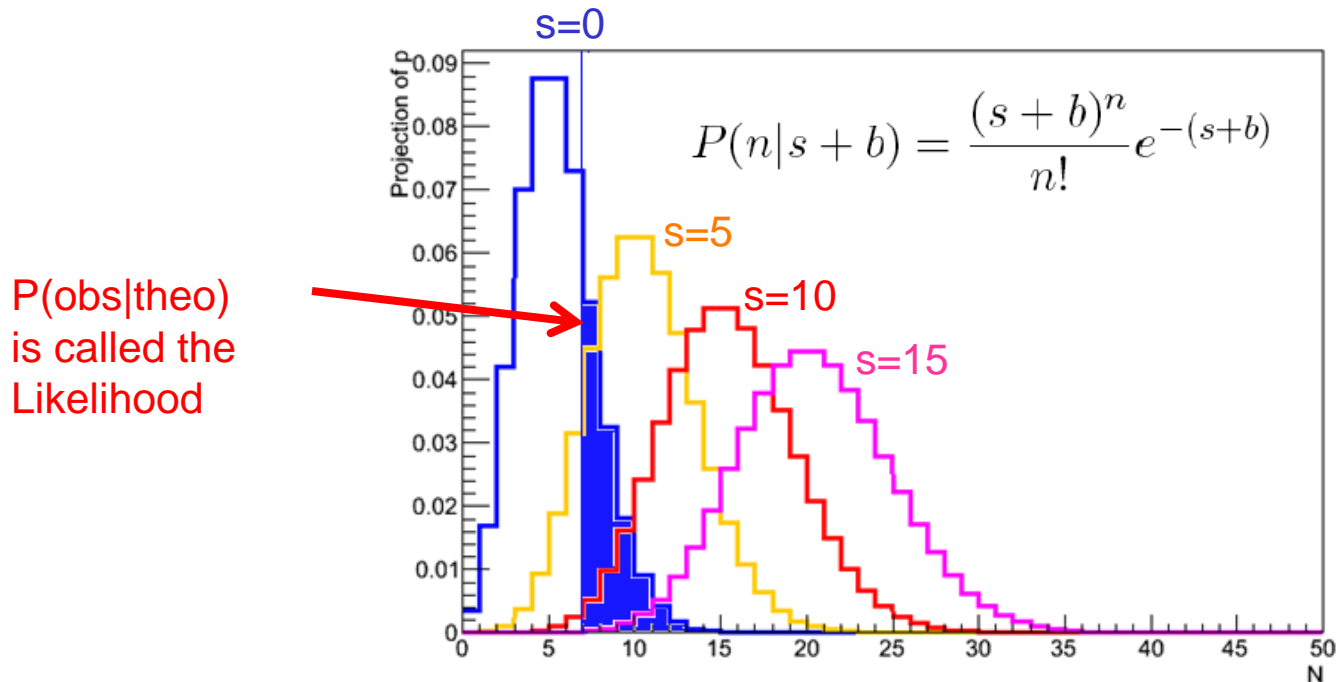 s=0
Projection of p
0.09
0.08
0.07
0.06
0.05
0.04
0.03
0.02
0.01
0
P(n|s + b) = \frac{(s + b)^n}{n!} e^{-(s+b)}
s=5
s=10
s=15
P(obs|theo)
is called the
Likelihood
0 5 10 15 20 25 30 35 40 45 50
N